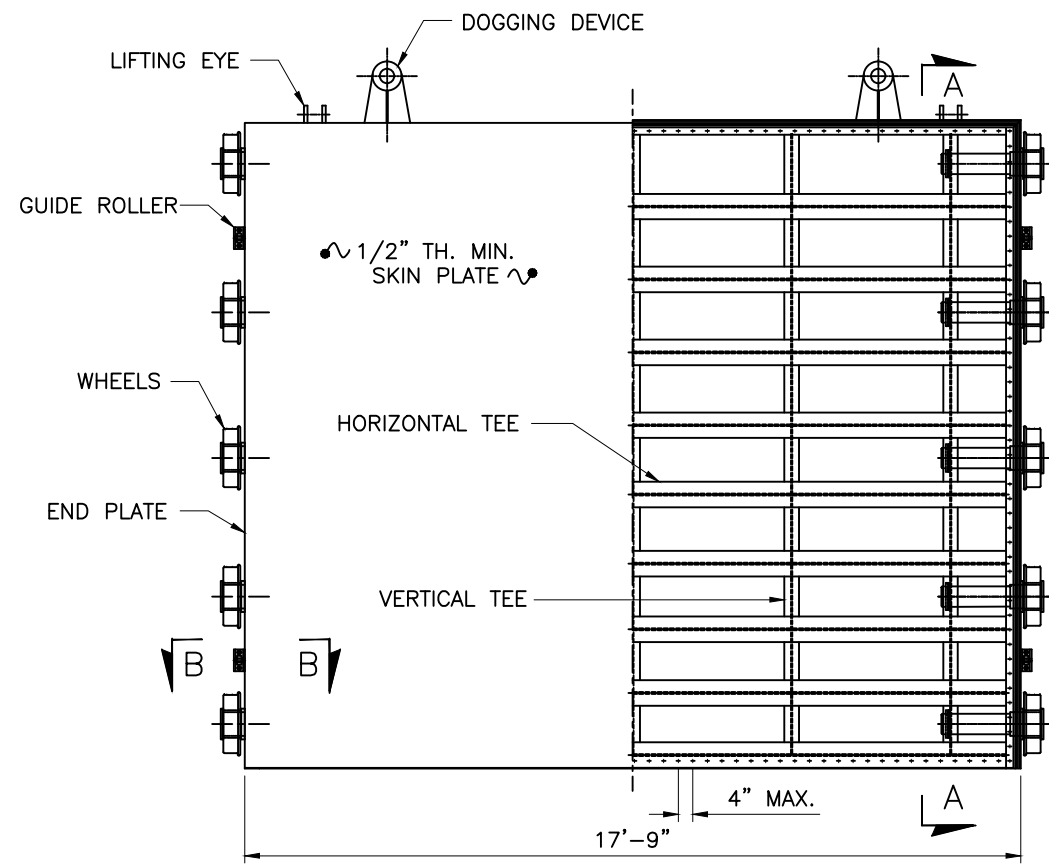 DOGGING DEVICE
LIFTING EYE
A
GUIDE ROLLER
1/2” TH. MIN.
SKIN PLATE
WHEELS
HORIZONTAL TEE
END PLATE
VERTICAL TEE
B
B
4” MAX.
A
17’–9”